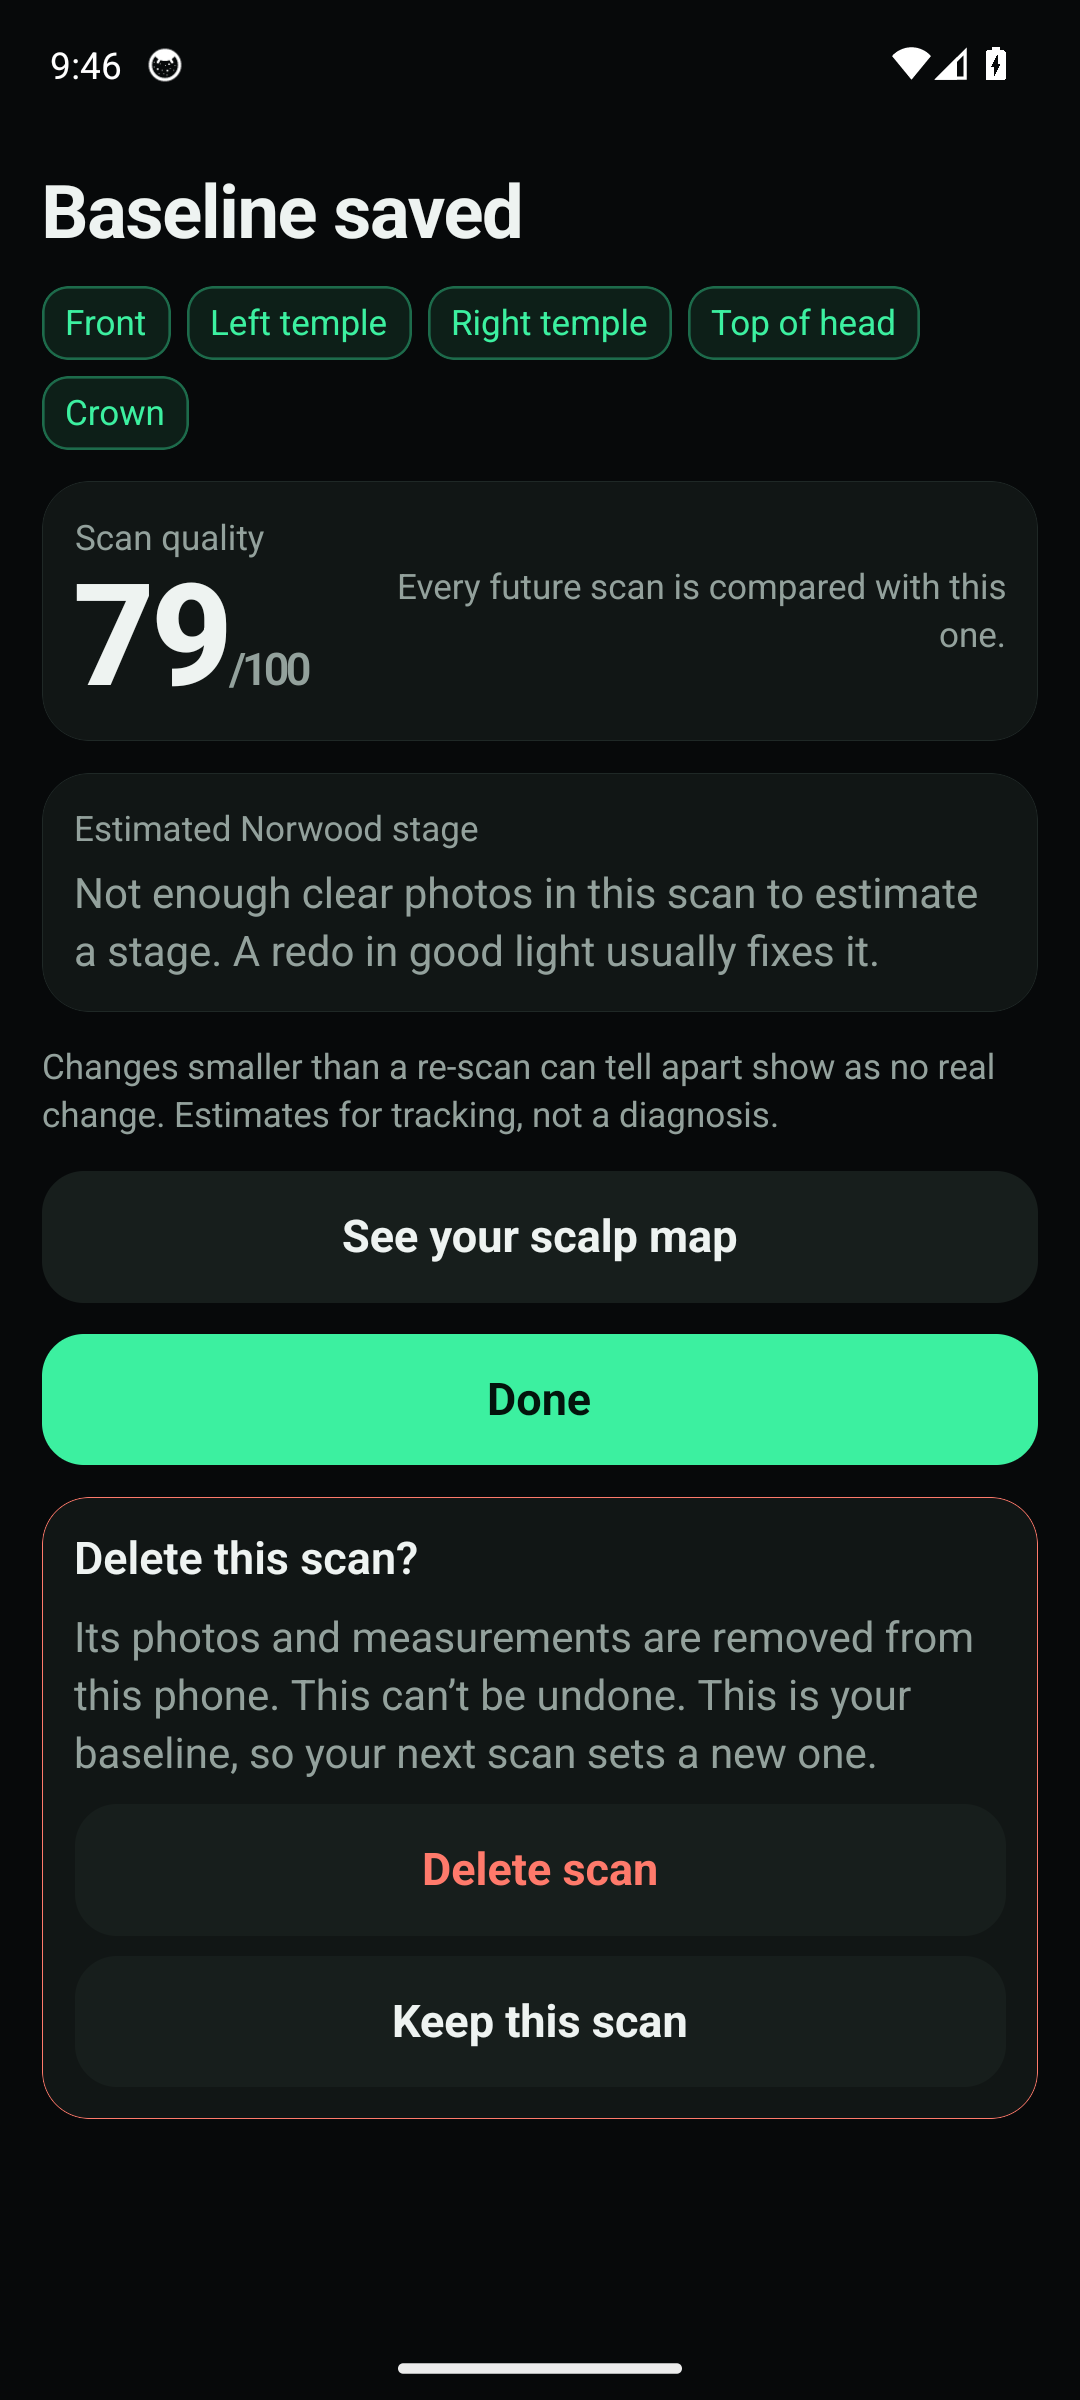 9:46
Baseline saved
Front
Left temple
Right temple
Top of head
Crown
Scan quality
79/100
Every future scan is compared with this
one.
Estimated Norwood stage
Not enough clear photos in this scan to estimate
a stage. A redo in good light usually fixes it.
Changes smaller than a re-scan can tell apart show as no real
change. Estimates for tracking, not a diagnosis.
See your scalp map
Done
Delete this scan?
Its photos and measurements are removed from
this phone. This can’t be undone. This is your
baseline, so your next scan sets a new one.
Delete scan
Keep this scan